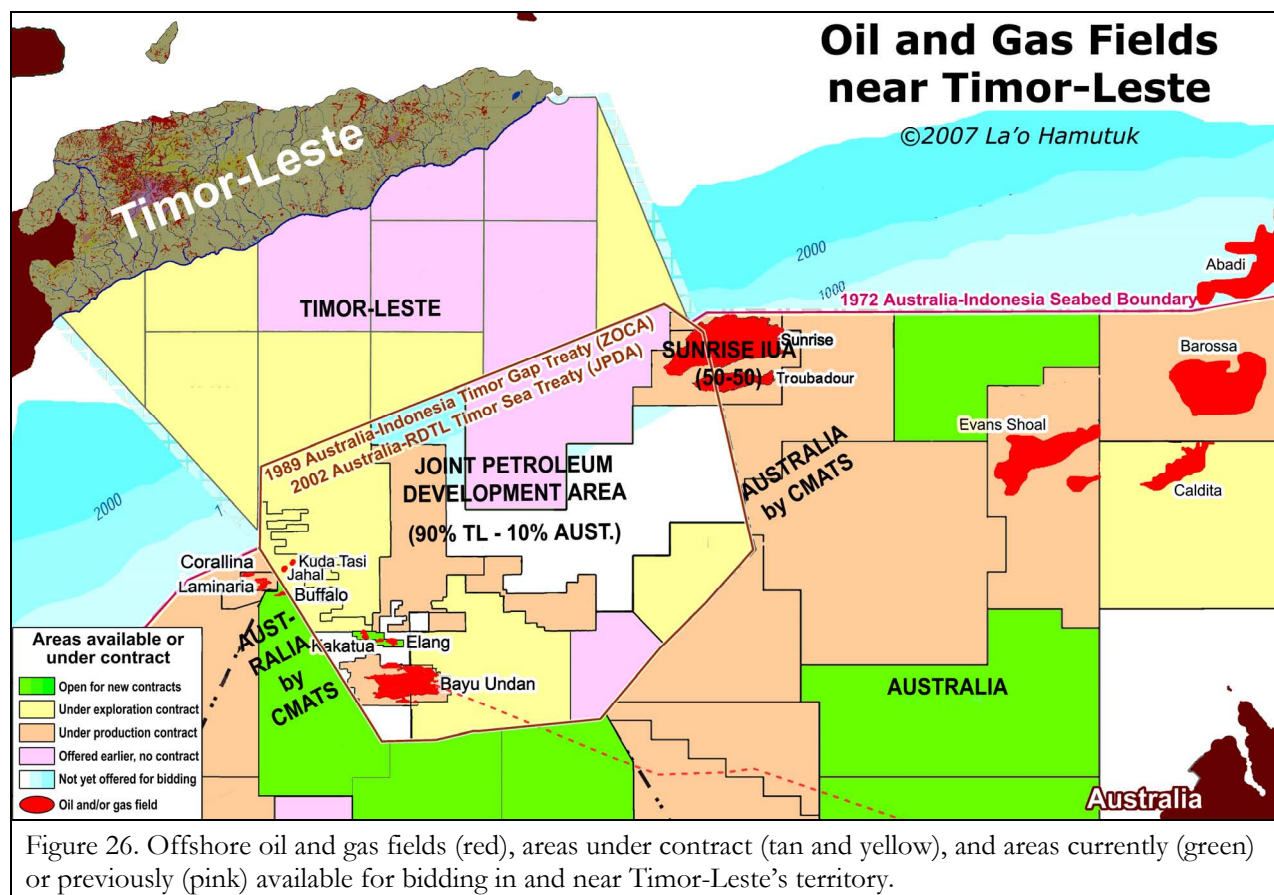 Oil and Gas Fields
near Timor-Leste
©2007 La'o Hamutuk
Timor-Leste
TIMOR-LESTE
2000
1000
Abadi
1972 Australia-Indonesia Seabed Boundary
1989 Australia-Indonesia Timor Gap Treaty (ZOCA)
2002 Australia-RDTL Timor Sea Treaty (JPDA)
SUNRISE IUA
(50-50)
Sunrise
Troubadour
Barossa
Evans Shoal
Caldita
JOINT PETROLEUM
DEVELOPMENT AREA
(90% TL - 10% AUST.)
AUSTRALIA
by CMATS
2000
1
Corallina
Laminaria
Kuda Tasi
Jahal
Buffalo
AUST-
RALIA
by
CMATS
Kakatua
Elang
Bayu Undan
AUSTRALIA
Australia
Areas available or
under contract
Open for new contracts
Under exploration contract
Under production contract
Offered earlier, no contract
Not yet offered for bidding
Oil and/or gas field
Figure 26. Offshore oil and gas fields (red), areas under contract (tan and yellow), and areas currently (green)
or previously (pink) available for bidding in and near Timor-Leste's territory.